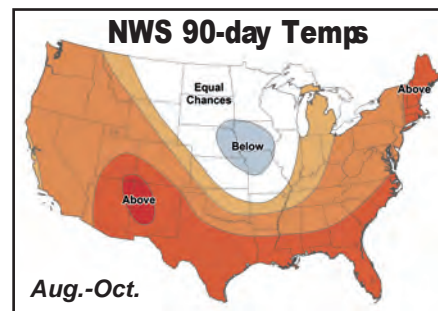 NWS 90-day Temps
Equal
Chances
Above
Below
Above
Aug.-Oct.